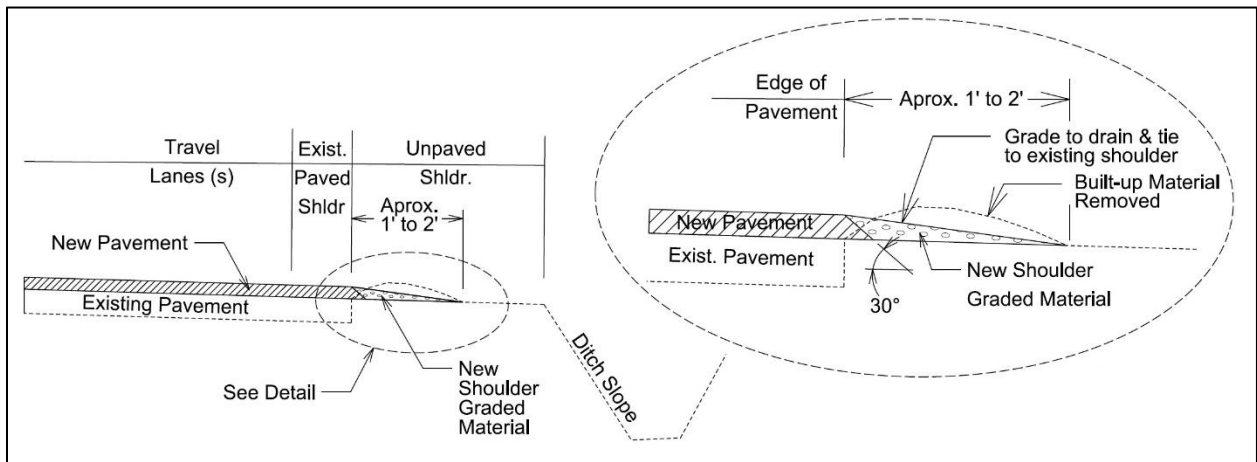 Travel
Lanes (s)
Exist.
Paved
Shldr
Unpaved
Shldr.
Aprox.
1' to 2'
New Pavement
Existing Pavement
See Detail
New
Shoulder
Graded
Material
Ditch Slope
Edge of
Pavement
Aprox. 1' to 2'
Grade to drain & tie
to existing shoulder
Built-up Material
Removed
New Pavement
Exist. Pavement
30°
New Shoulder
Graded Material